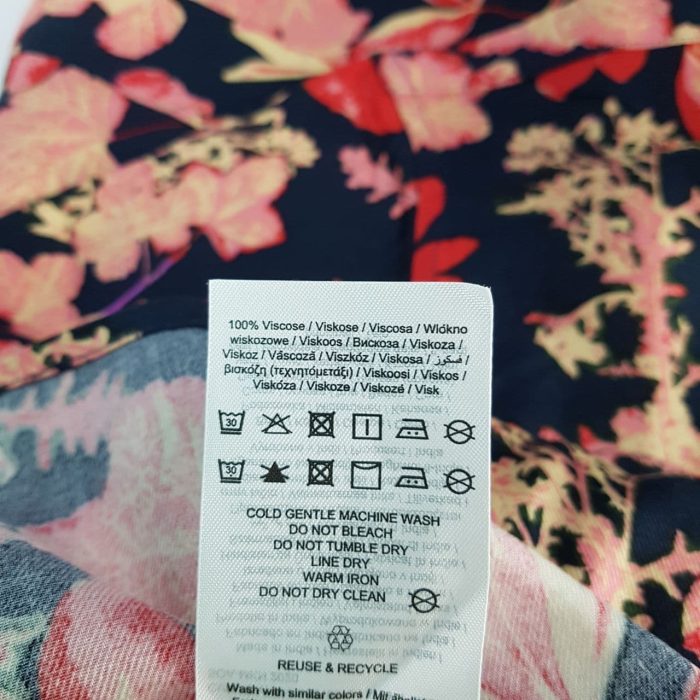 100% Viscose / Viskose / Viscosa / Włókno
wiskozowe / Viskoos / Вискоза / Viskoza /
Viskoz / Vâscoză / Viszkóz / Viskosa / فسكوز /
βισκόζη (τεχνητόμετάξι) / Viskoosi / Viskos /
Viskóza / Viskoze / Viskozé / Visk
30
30
COLD GENTLE MACHINE WASH
DO NOT BLEACH
DO NOT TUMBLE DRY
LINE DRY
WARM IRON
DO NOT DRY CLEAN
REUSE & RECYCLE
Wash with similar colors / Mit